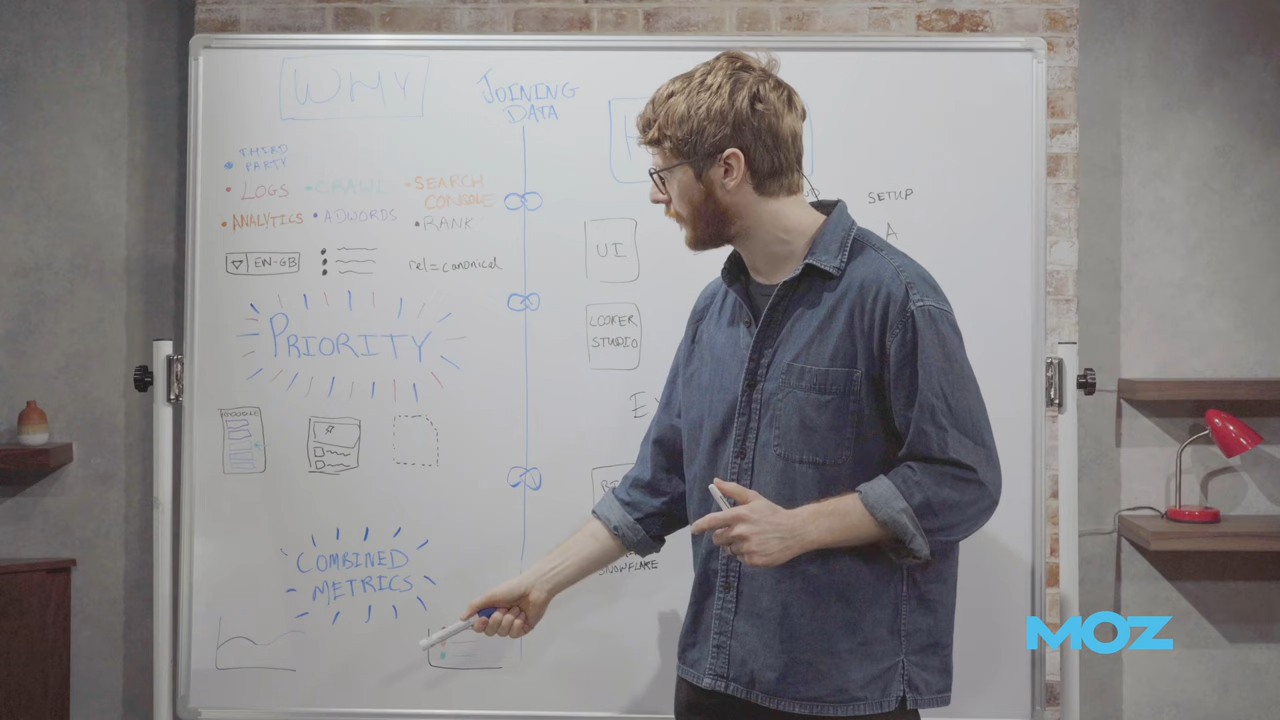 WHY
JOINING
DATA
• THIRD
PARTY
• LOGS
• CRAWL
• SEARCH
CONSOLE
• ANALYTICS
• ADWORDS
• RANK
EN-GB
rel=canonical
PRIORITY
GOOGLE
COMBINED
METRICS
UI
LOOKER
STUDIO
SETUP
A
SNOWFLAKE
MOZ